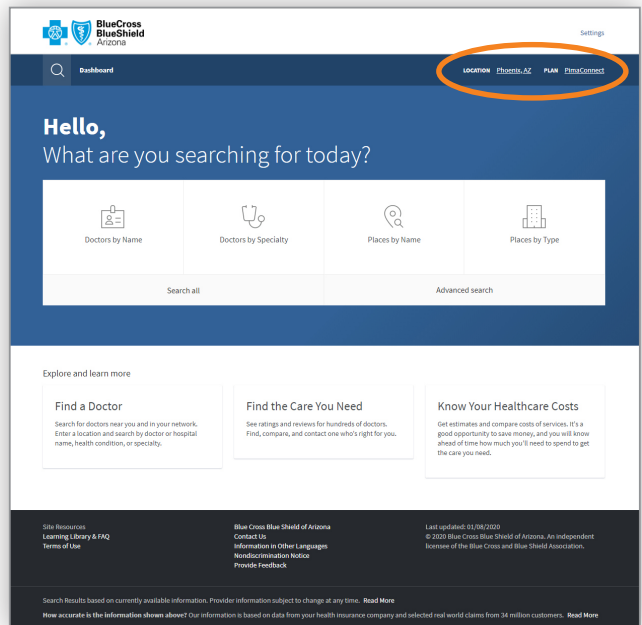 BlueCross
BlueShield
Arizona
Settings
Dashboard
LOCATION Phoenix, AZ PLAN PimaConnect
Hello,
What are you searching for today?
Doctors by Name
Doctors by Specialty
Places by Name
Places by Type
Search all
Advanced search
Explore and learn more
Find a Doctor
Search for doctors near you and in your network.
Enter a location and search by doctor or hospital
name, health condition, or specialty.
Find the Care You Need
See ratings and reviews for hundreds of doctors.
Find, compare, and contact one who's right for you.
Know Your Healthcare Costs
Get estimates and compare costs of services. It's a
good opportunity to save money, and you will know
ahead of time how much you'll need to spend to get
the care you need.
Site Resources
Learning Library & FAQ
Terms of Use
Blue Cross Blue Shield of Arizona
Contact Us
Information in Other Languages
Nondiscrimination Notice
Provide Feedback
Last updated: 01/08/2020
© 2020 Blue Cross Blue Shield of Arizona. An independent
licensee of the Blue Cross and Blue Shield Association.
Search Results based on currently available information. Provider information subject to change at any time. Read More
How accurate is the information shown above? Our information is based on data from your health insurance company and selected real world claims from 34 million customers. Read More